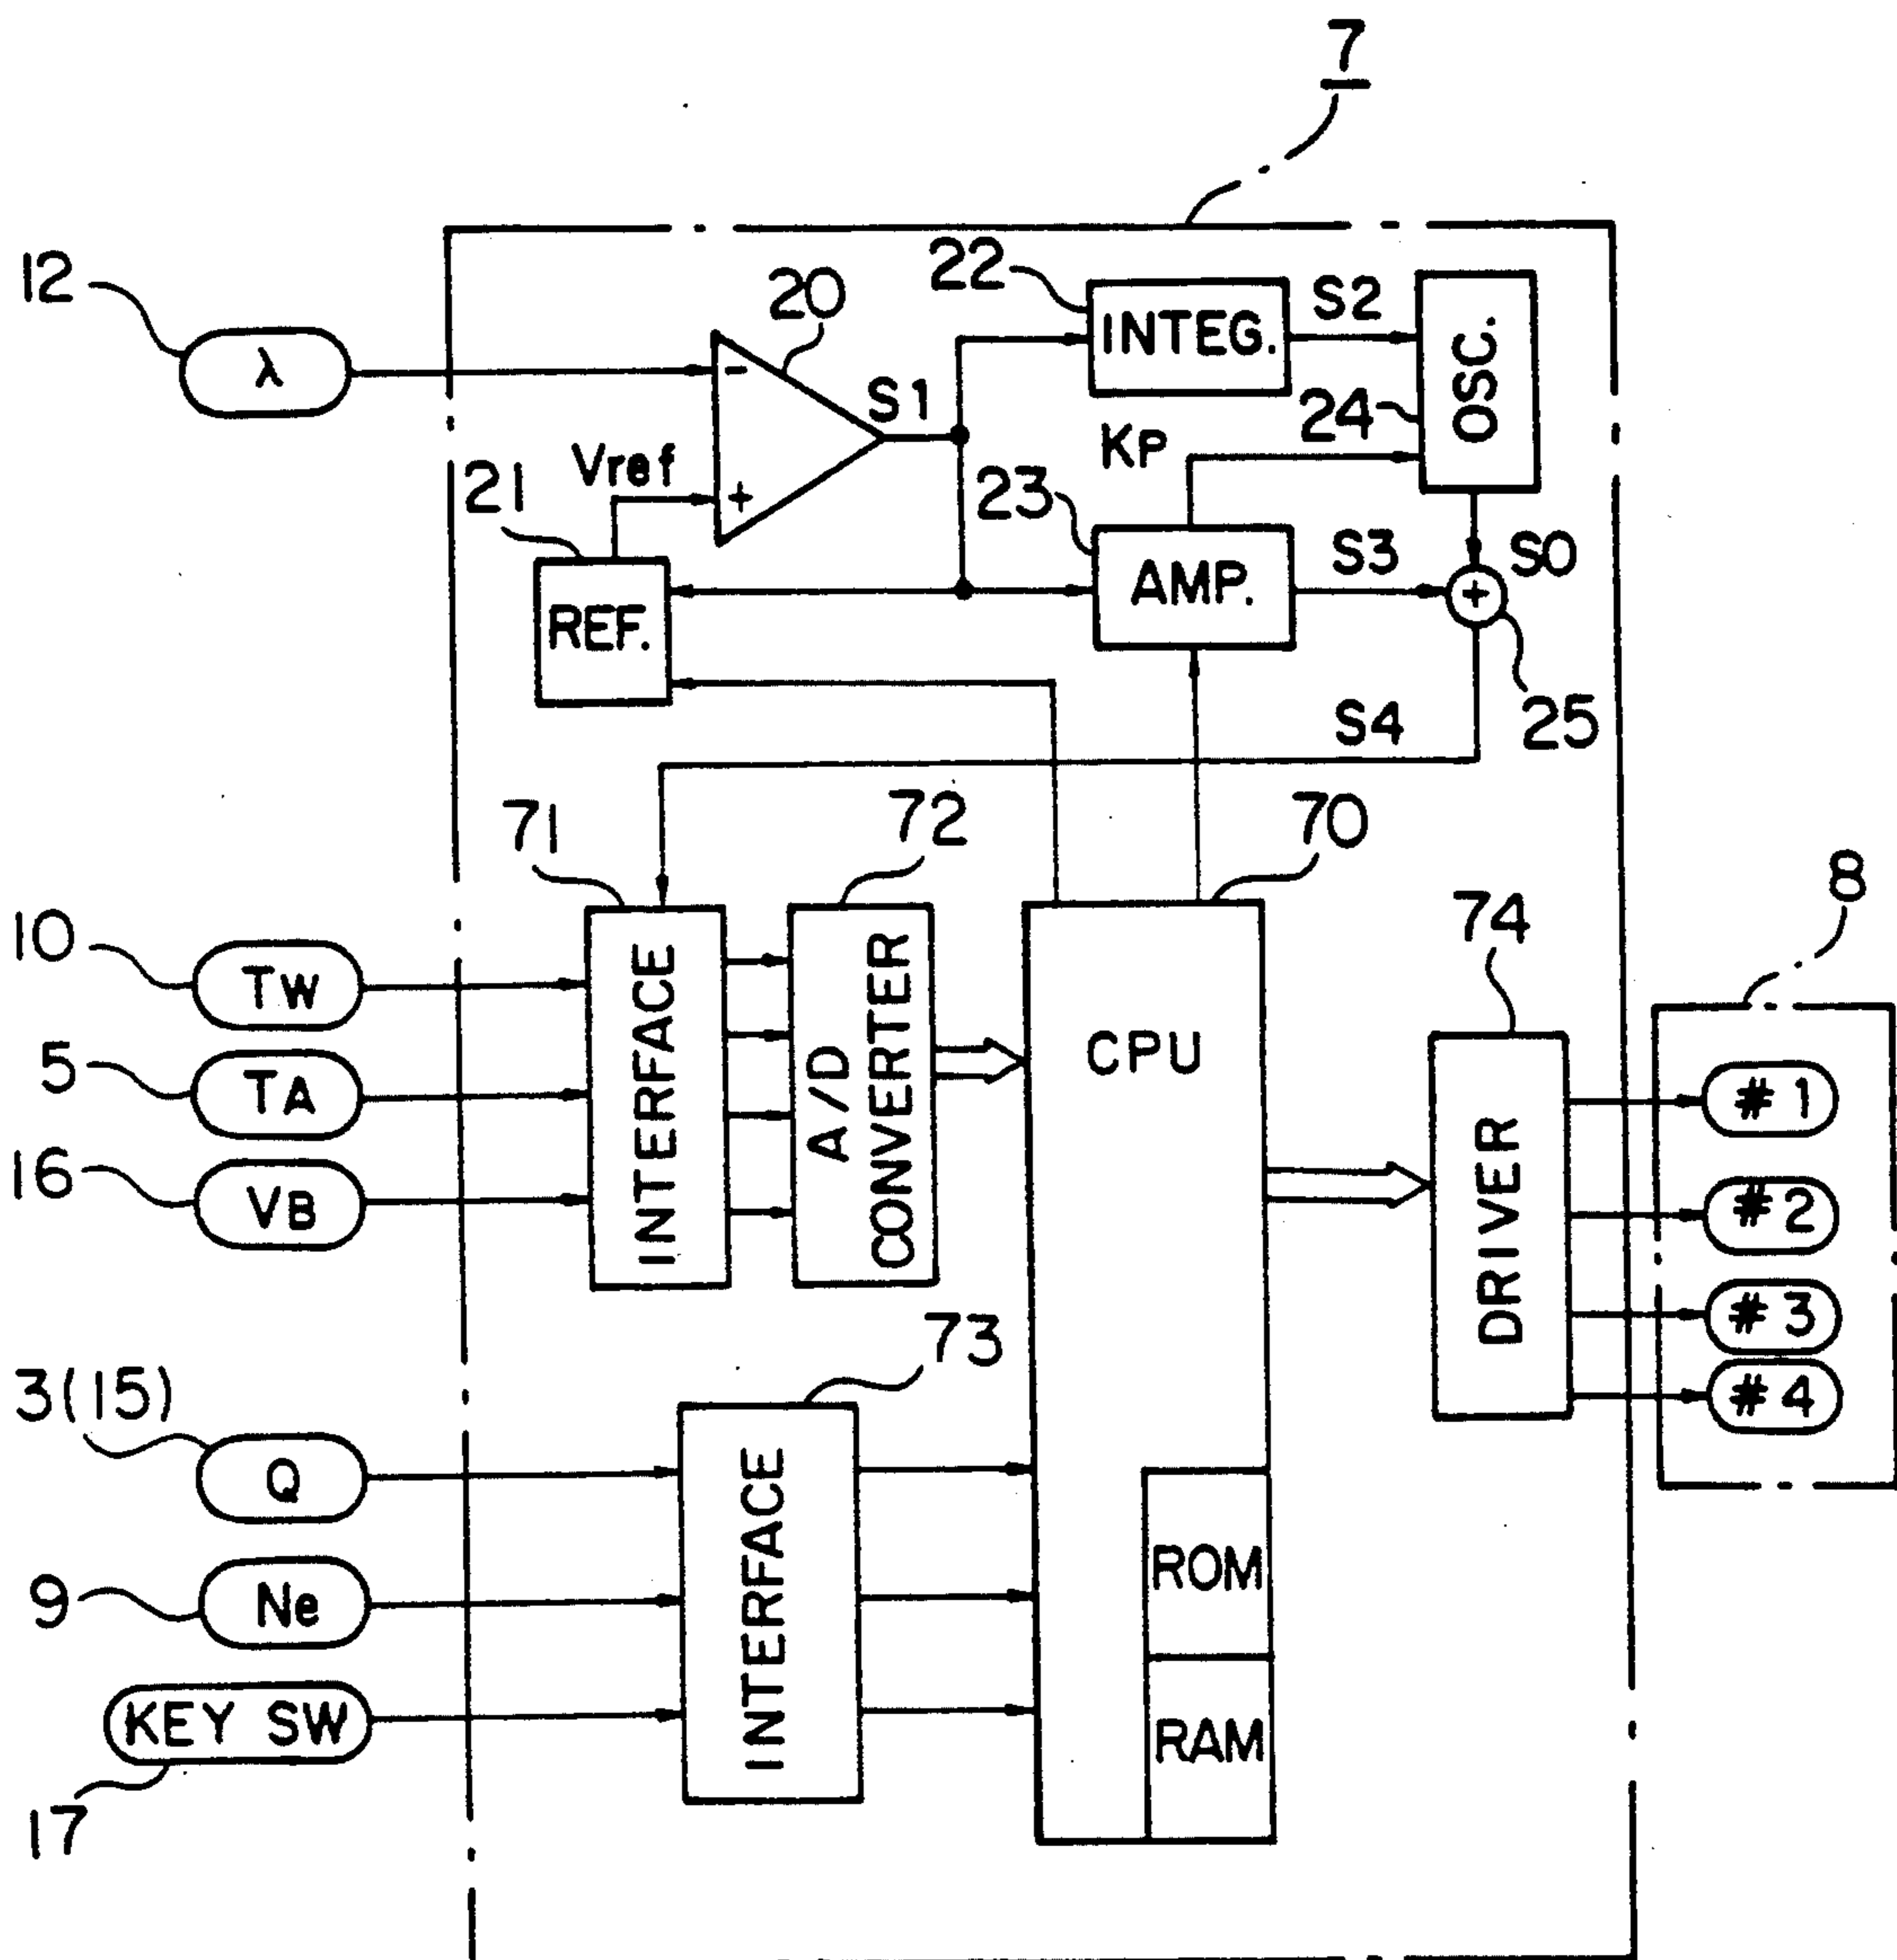 7
12
λ
20
-
+
S1
Vref
21
REF.
22
INTEG.
S2
OSC.
24
KP
23
AMP.
S3
+
S0
25
S4
71
INTERFACE
72
A/D CONVERTER
70
CPU
ROM
RAM
74
DRIVER
8
#1
#2
#3
#4
10
TW
5
TA
16
VB
73
INTERFACE
3(15)
Q
9
Ne
KEY SW
17